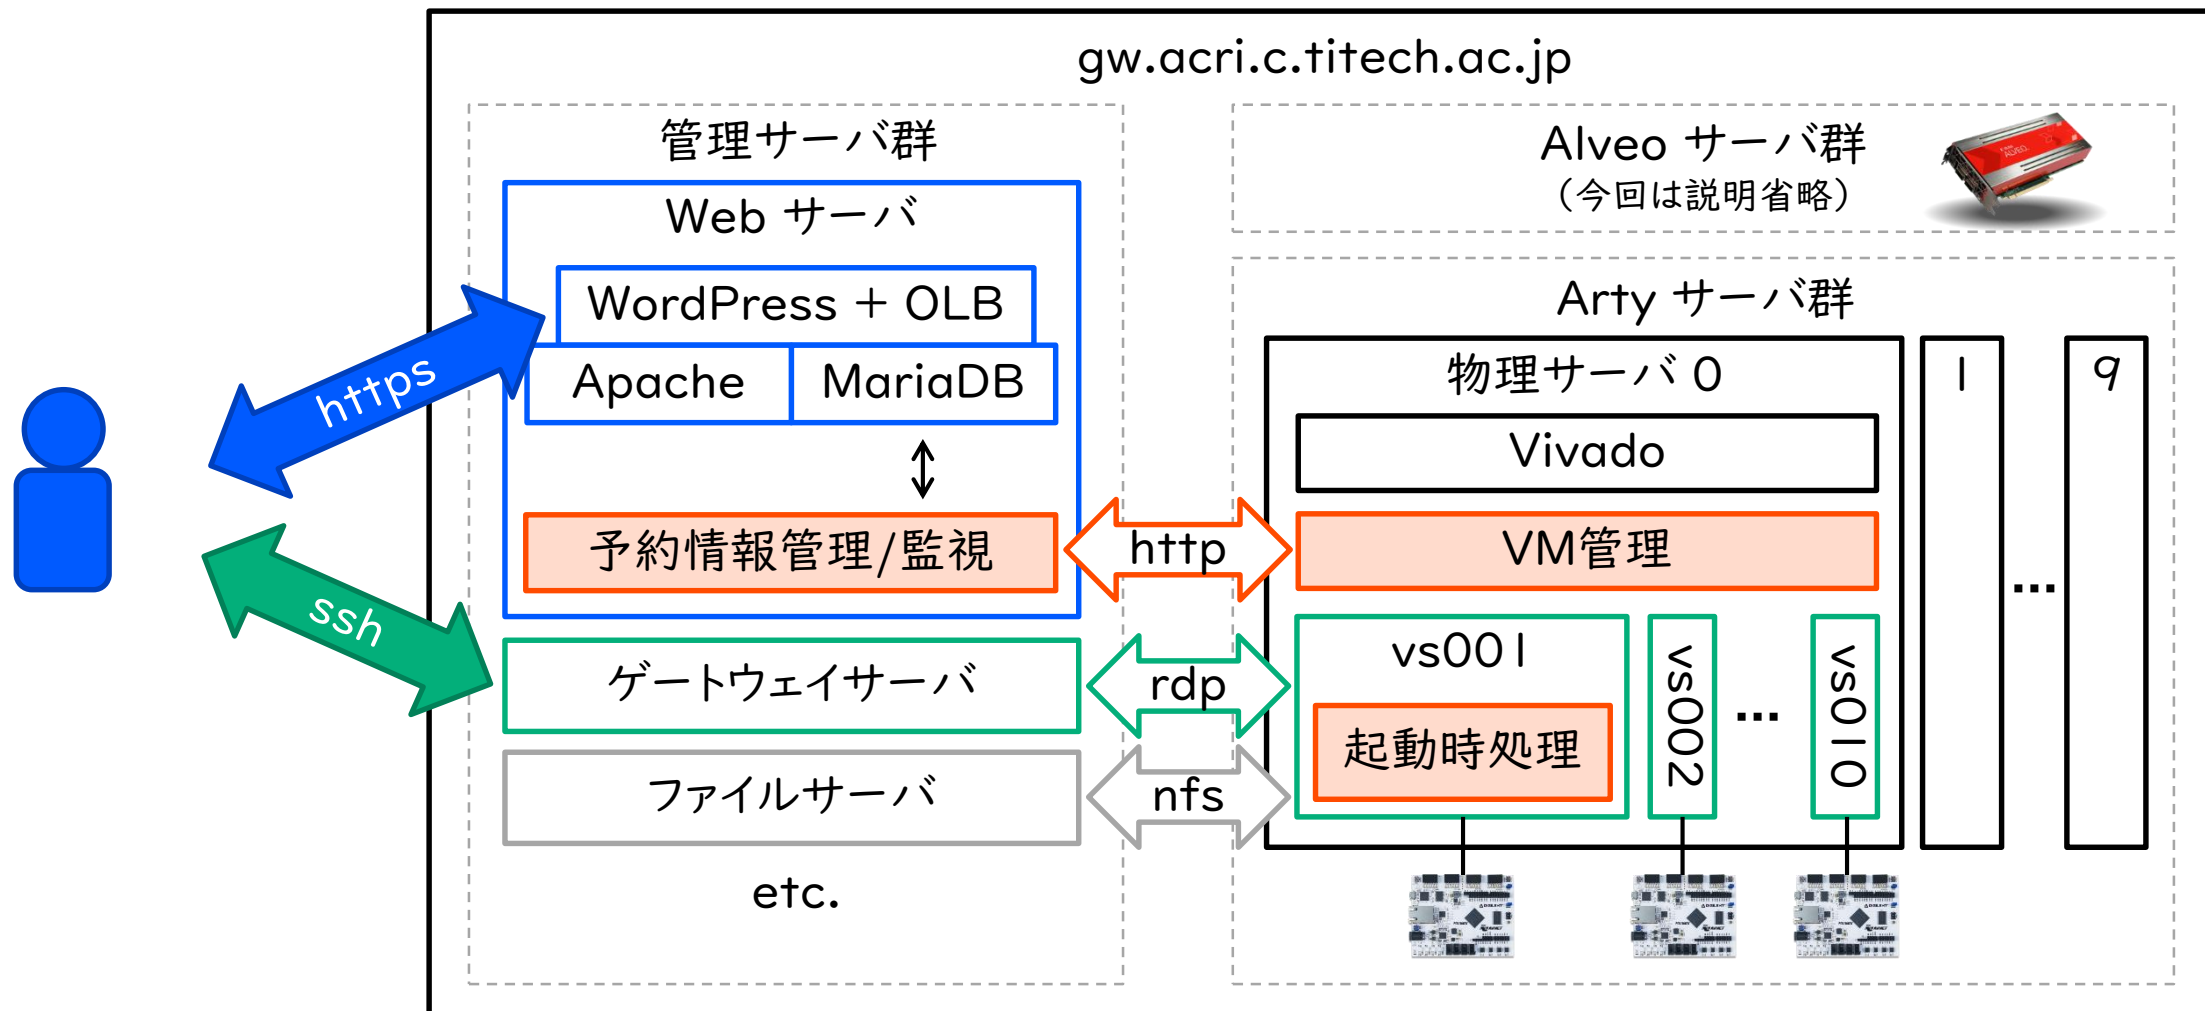 gw.acri.c.titech.ac.jp
管理サーバ群
Web サーバ
WordPress + OLB
Apache
MariaDB
予約情報管理/監視
ゲートウェイサーバ
ファイルサーバ
etc.
https
ssh
http
rdp
nfs
Alveo サーバ群
（今回は説明省略）
ALVEO
Arty サーバ群
物理サーバ 0
Vivado
VM管理
vs001
起動時処理
vs002
...
vs010
1
...
9